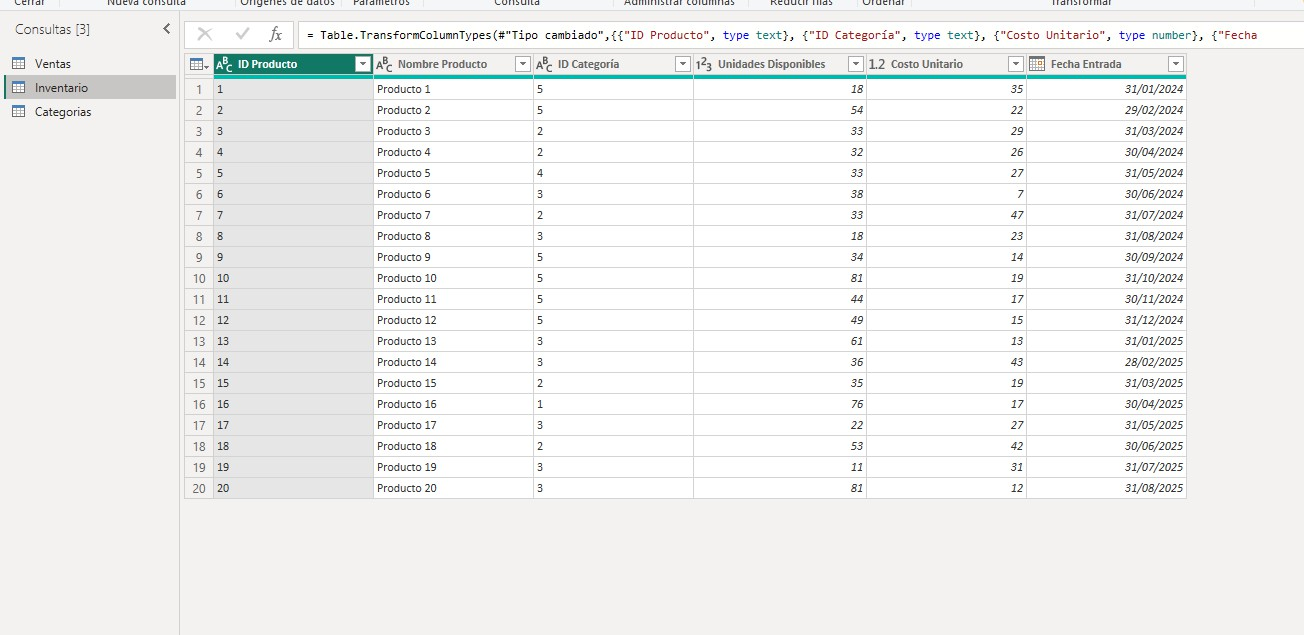 Cerrar Nueva consulta Orígenes de datos Parámetros Consulta Administrar columnas Reducir filas Ordenar Transformar
Consultas [3]
Ventas
Inventario
Categorias
fx = Table.TransformColumnTypes(#"Tipo cambiado",{{"ID Producto", type text}, {"ID Categoría", type text}, {"Costo Unitario", type number}, {"Fecha
ABC ID Producto ABC Nombre Producto ABC ID Categoría 123 Unidades Disponibles 1.2 Costo Unitario Fecha Entrada
1 1 Producto 1 5 18 35 31/01/2024
2 2 Producto 2 5 54 22 29/02/2024
3 3 Producto 3 2 33 29 31/03/2024
4 4 Producto 4 2 32 26 30/04/2024
5 5 Producto 5 4 33 27 31/05/2024
6 6 Producto 6 3 38 7 30/06/2024
7 7 Producto 7 2 33 47 31/07/2024
8 8 Producto 8 3 18 23 31/08/2024
9 9 Producto 9 5 34 14 30/09/2024
10 10 Producto 10 5 81 19 31/10/2024
11 11 Producto 11 5 44 17 30/11/2024
12 12 Producto 12 5 49 15 31/12/2024
13 13 Producto 13 3 61 13 31/01/2025
14 14 Producto 14 3 36 43 28/02/2025
15 15 Producto 15 2 35 19 31/03/2025
16 16 Producto 16 1 76 17 30/04/2025
17 17 Producto 17 3 22 27 31/05/2025
18 18 Producto 18 2 53 42 30/06/2025
19 19 Producto 19 3 11 31 31/07/2025
20 20 Producto 20 3 81 12 31/08/2025